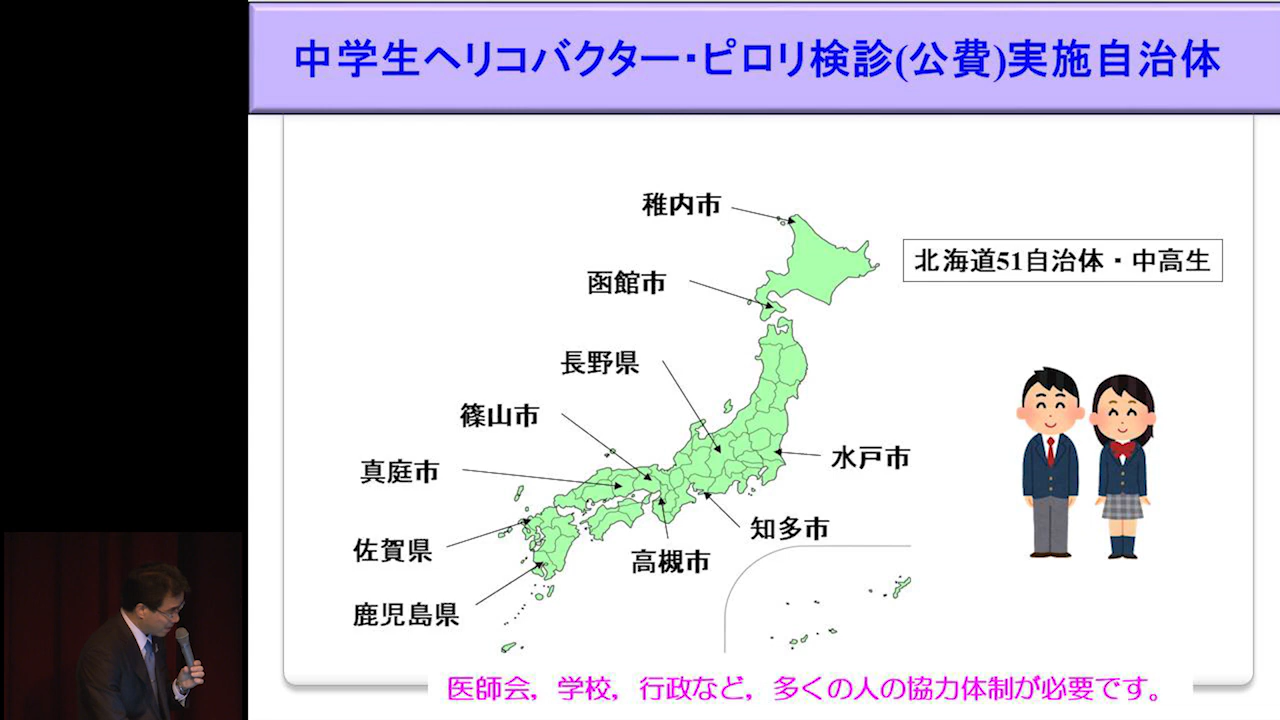 中学生ヘリコバクター・ピロリ検診(公費)実施自治体
稚内市
北海道51自治体・中高生
函館市
長野県
篠山市
水戸市
真庭市
知多市
佐賀県
高槻市
鹿児島県
医師会，学校，行政など，多くの人の協力体制が必要です。